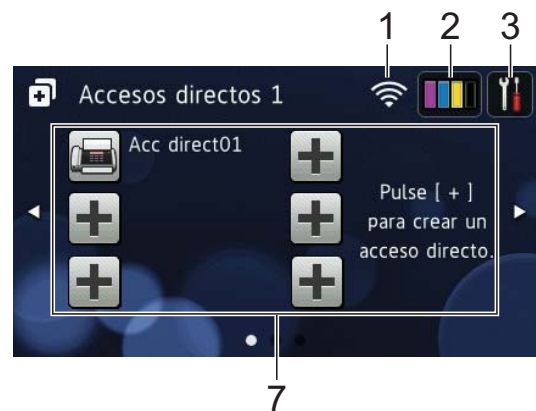 1 2 3
Accesos directos 1
Acc direct01
Pulse [ + ]
para crear un
acceso directo.
7